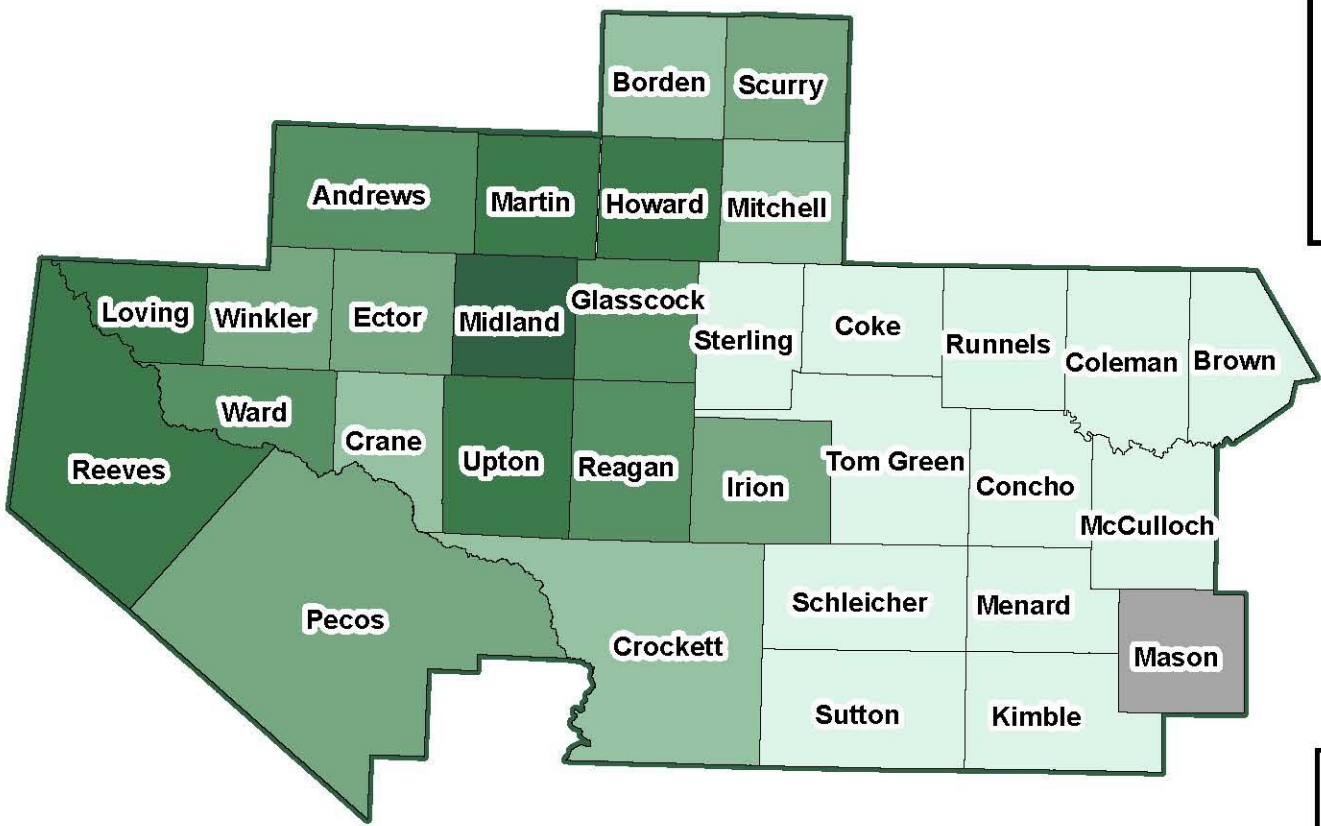 Borden
Scurry
Andrews
Martin
Howard
Mitchell
Loving
Winkler
Ector
Midland
Glasscock
Sterling
Coke
Runnels
Coleman
Brown
Reeves
Ward
Crane
Upton
Reagan
Irion
Tom Green
Concho
McCulloch
Pecos
Crockett
Schleicher
Menard
Mason
Sutton
Kimble